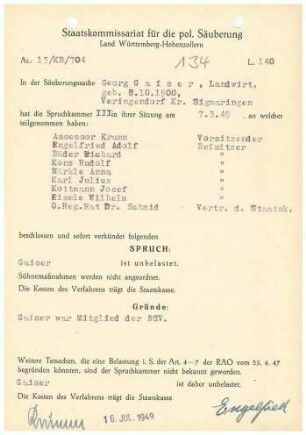 Staatskommissariat für die pol. Säuberung
Land Württemberg-Hohenzollern
Az. 13/KB/704 134 L. 140
In der Säuberungssache Georg Gaiser, Landwirt,
geb. 8.10.1900,
Veringendorf Kr. Sigmaringen
hat die Spruchkammer III in ihrer Sitzung am 7.3.49 an welcher
teilgenommen haben:
Assessor Krumm Vorsitzender
Engelfried Adolf Beisitzer
Bäder Richard "
Kons Rudolf "
Märkle Anna "
Karl Julius "
Kottmann Josef "
Eisele Wilhelm "
O.Reg.Rat Dr. Schmid Vertr. d. Staatsk.
beschlossen und sofort verkündet folgenden
SPRUCH:
Gaiser ist unbelastet.
Sühnemaßnahmen werden nicht angeordnet.
Die Kosten des Verfahrens trägt die Staatskasse.
Gründe:
Gaiser war Mitglied der NSV.
Weitere Tatsachen, die eine Belastung i. S. der Art. 4–7 der RAO vom 25. 4. 47
begründen könnten, sind der Spruchkammer nicht bekannt geworden.
Gaiser ist daher unbelastet.
Die Kosten des Verfahrens trägt die Staatskasse
Krumm 16. JUL. 1949 Engelfried